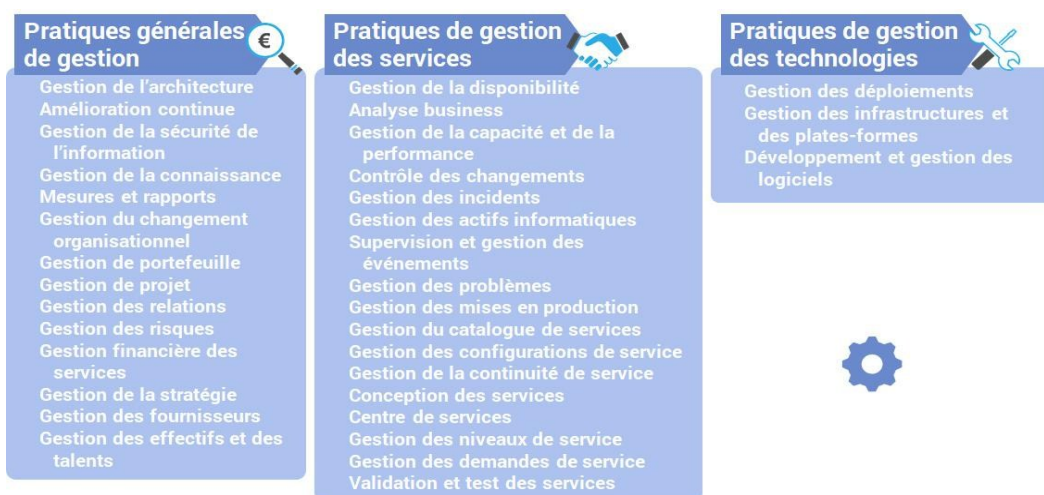 Pratiques générales
de gestion
€
Gestion de l'architecture
Amélioration continue
Gestion de la sécurité de
l'information
Gestion de la connaissance
Mesures et rapports
Gestion du changement
organisationnel
Gestion de portefeuille
Gestion de projet
Gestion des relations
Gestion des risques
Gestion financière des
services
Gestion de la stratégie
Gestion des fournisseurs
Gestion des effectifs et des
talents
Pratiques de gestion
des services
Gestion de la disponibilité
Analyse business
Gestion de la capacité et de la
performance
Contrôle des changements
Gestion des incidents
Gestion des actifs informatiques
Supervision et gestion des
événements
Gestion des problèmes
Gestion des mises en production
Gestion du catalogue de services
Gestion des configurations de service
Gestion de la continuité de service
Conception des services
Centre de services
Gestion des niveaux de service
Gestion des demandes de service
Validation et test des services
Pratiques de gestion
des technologies
Gestion des déploiements
Gestion des infrastructures et
des plates-formes
Développement et gestion des
logiciels